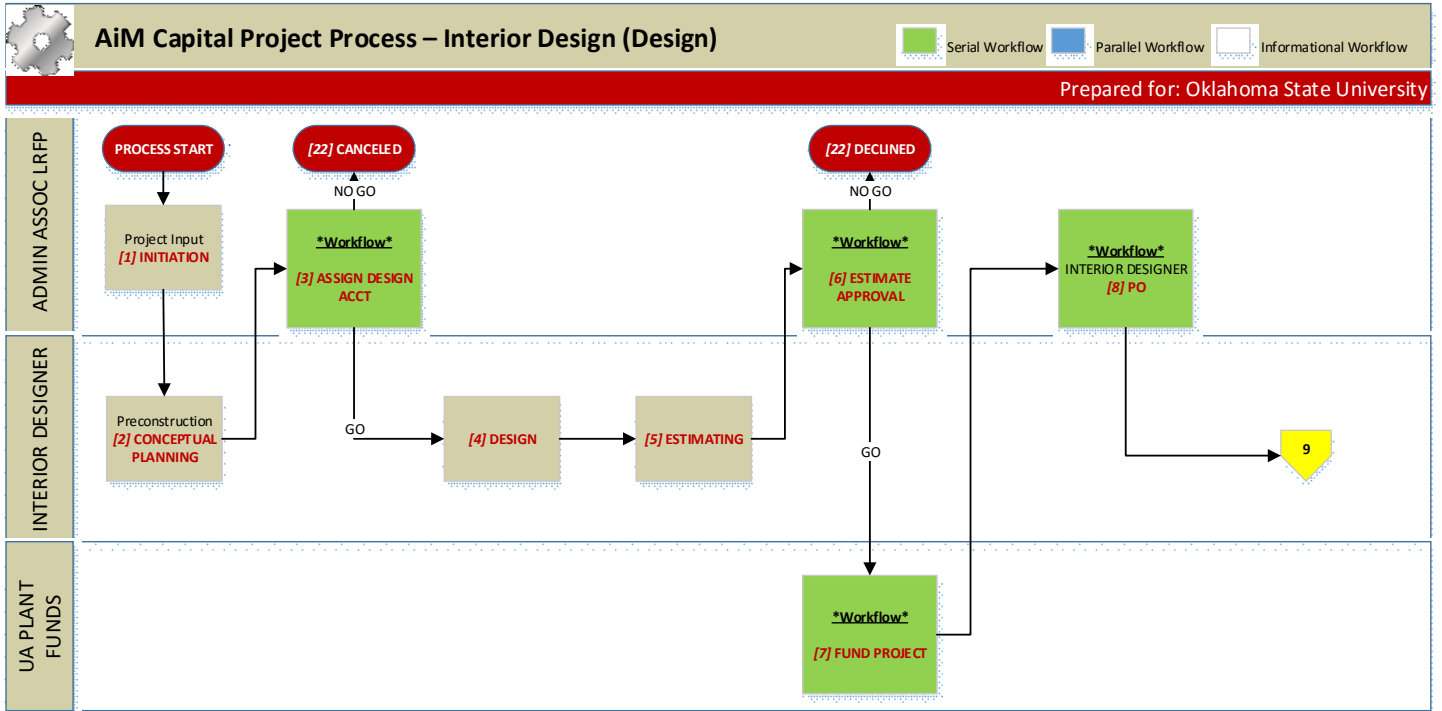 AiM Capital Project Process – Interior Design (Design)
Serial Workflow
Parallel Workflow
Informational Workflow
Prepared for: Oklahoma State University
ADMIN ASSOC LRFP
PROCESS START
[22] CANCELED
[22] DECLINED
NO GO
NO GO
Project Input
[1] INITIATION
*Workflow*
[3] ASSIGN DESIGN
ACCT
*Workflow*
[6] ESTIMATE
APPROVAL
*Workflow*
INTERIOR DESIGNER
[8] PO
INTERIOR DESIGNER
Preconstruction
[2] CONCEPTUAL
PLANNING
GO
[4] DESIGN
[5] ESTIMATING
GO
9
UA PLANT
FUNDS
*Workflow*
[7] FUND PROJECT